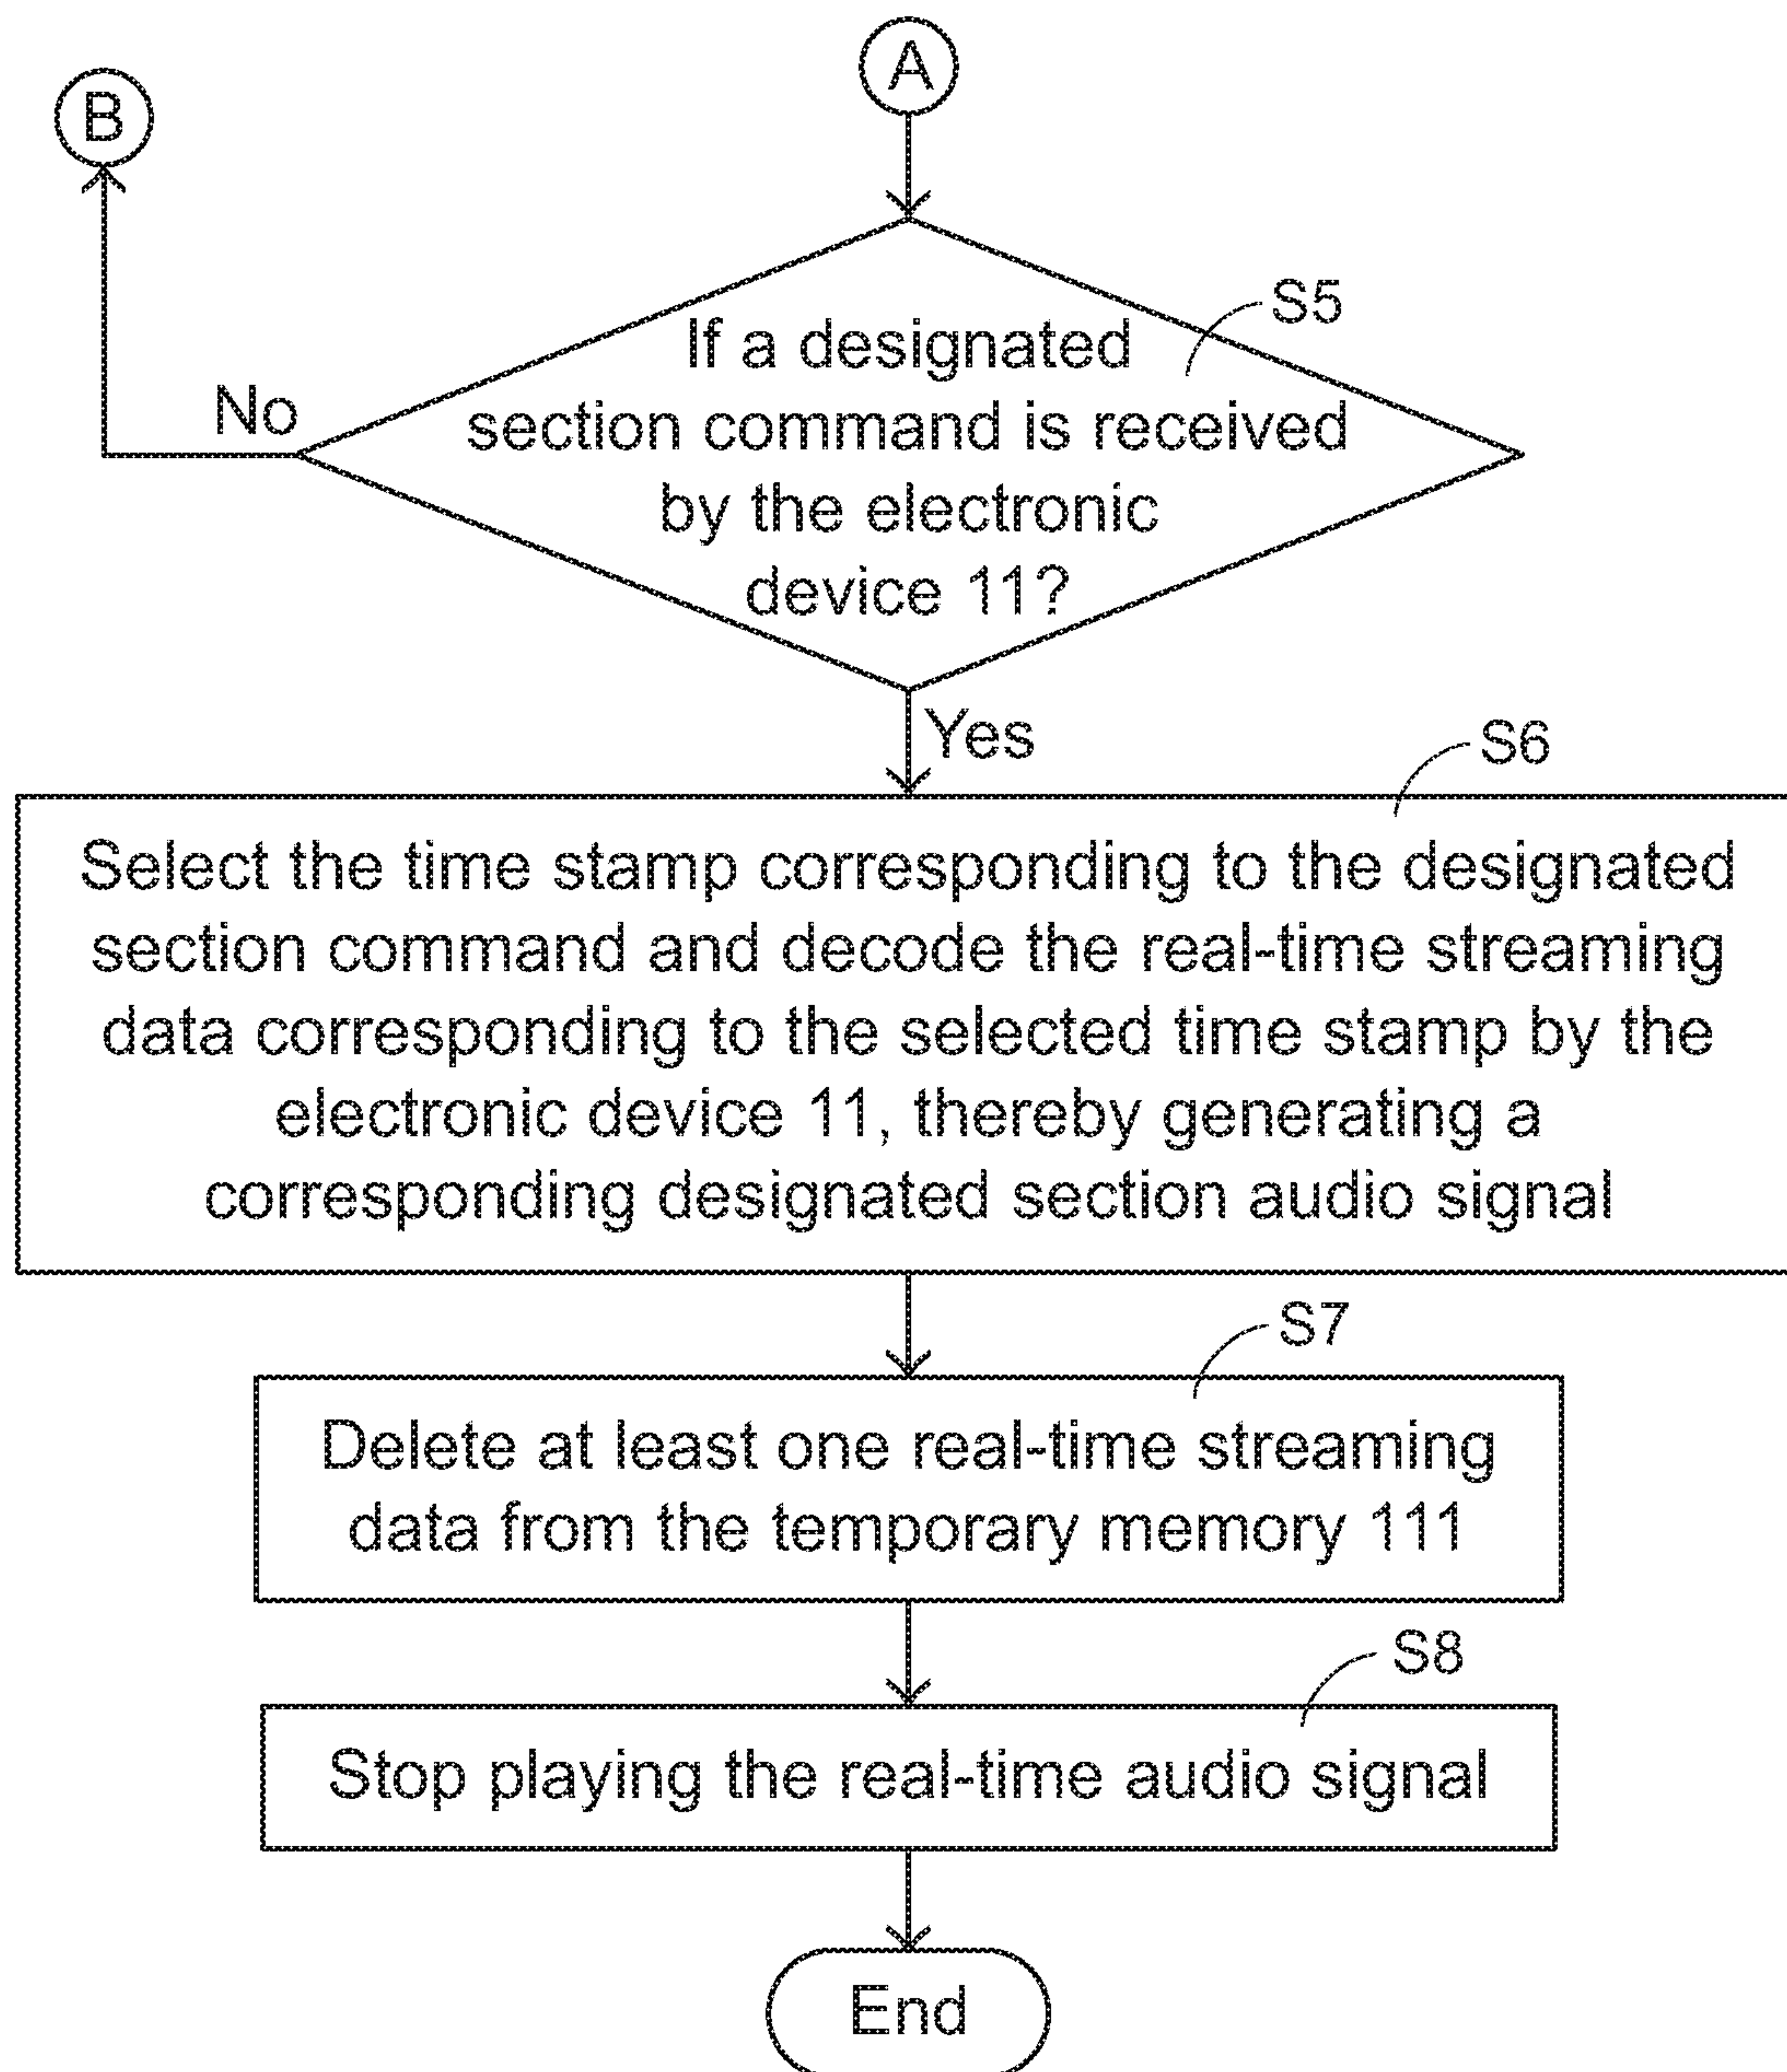 A
B
S5
If a designated
section command is received
by the electronic
device 11?
No
Yes
S6
Select the time stamp corresponding to the designated
section command and decode the real-time streaming
data corresponding to the selected time stamp by the
electronic device 11, thereby generating a
corresponding designated section audio signal
S7
Delete at least one real-time streaming
data from the temporary memory 111
S8
Stop playing the real-time audio signal
End